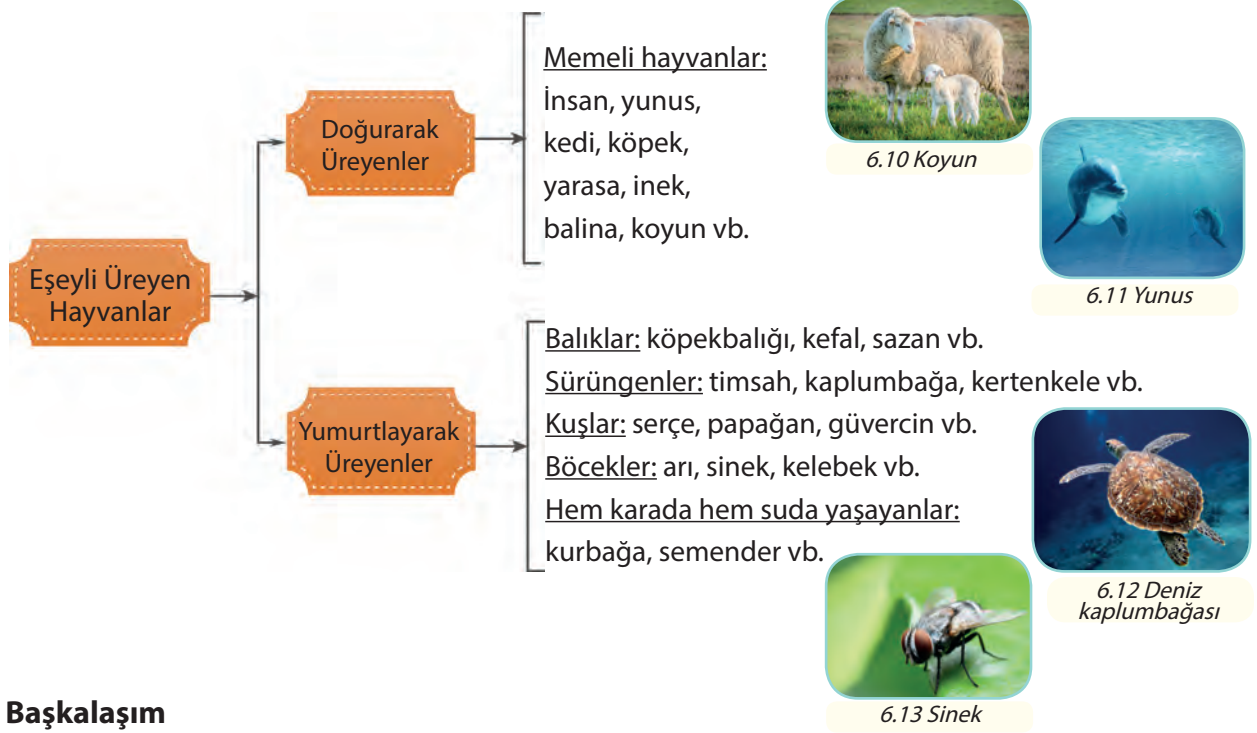 Eşeyli Üreyen
Hayvanlar
Doğurarak
Üreyenler
Memeli hayvanlar:
İnsan, yunus,
kedi, köpek,
yarasa, inek,
balina, koyun vb.
6.10 Koyun
6.11 Yunus
Yumurtlayarak
Üreyenler
Balıklar: köpekbalığı, kefal, sazan vb.
Sürüngenler: timsah, kaplumbağa, kertenkele vb.
Kuşlar: serçe, papağan, güvercin vb.
Böcekler: arı, sinek, kelebek vb.
Hem karada hem suda yaşayanlar:
kurbağa, semender vb.
6.12 Deniz
kaplumbağası
6.13 Sinek
Başkalaşım